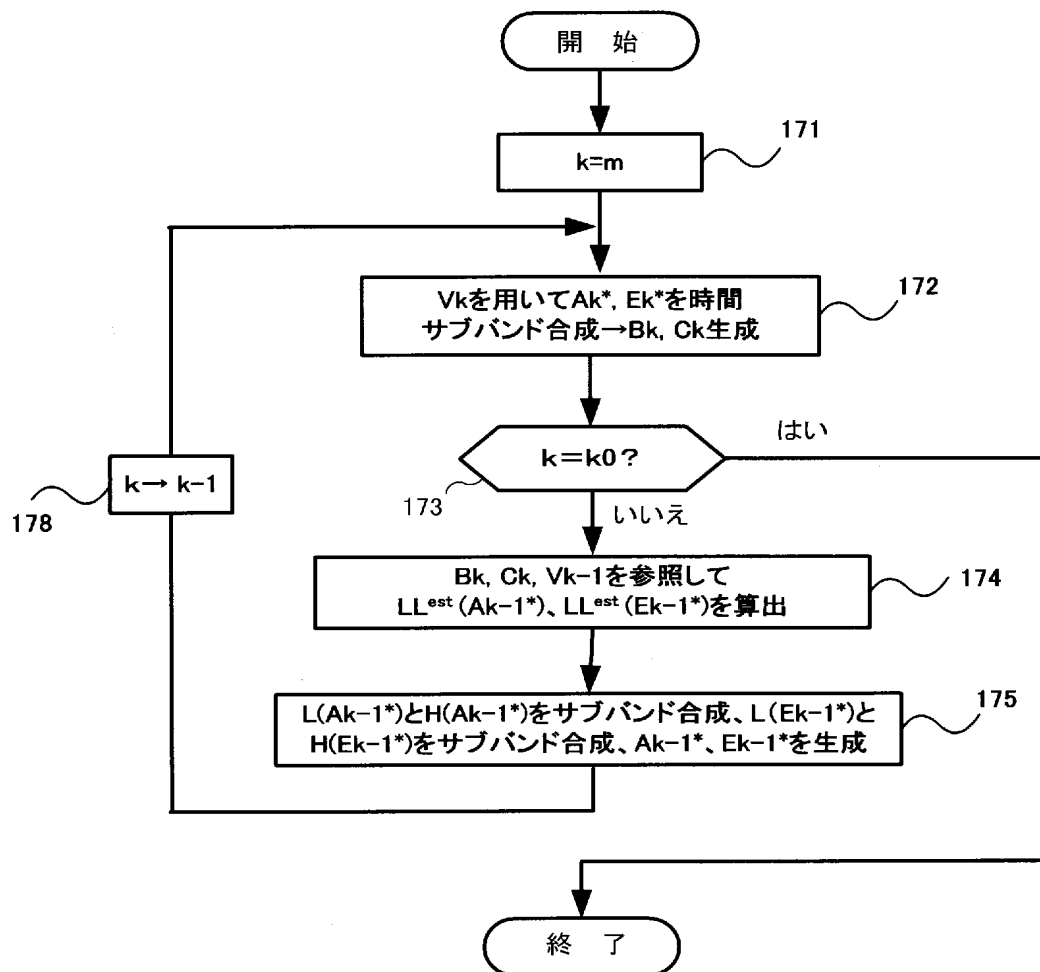 開 始
171
k=m
172
Vkを用いてAk*, Ek*を時間
サブバンド合成→Bk, Ck生成
はい
k=k0?
173
いいえ
k→ k-1
178
174
Bk, Ck, Vk-1を参照して
LLest(Ak-1*)、LLest(Ek-1*)を算出
175
L(Ak-1*)とH(Ak-1*)をサブバンド合成、L(Ek-1*)と
H(Ek-1*)をサブバンド合成、Ak-1*、Ek-1*を生成
終 了